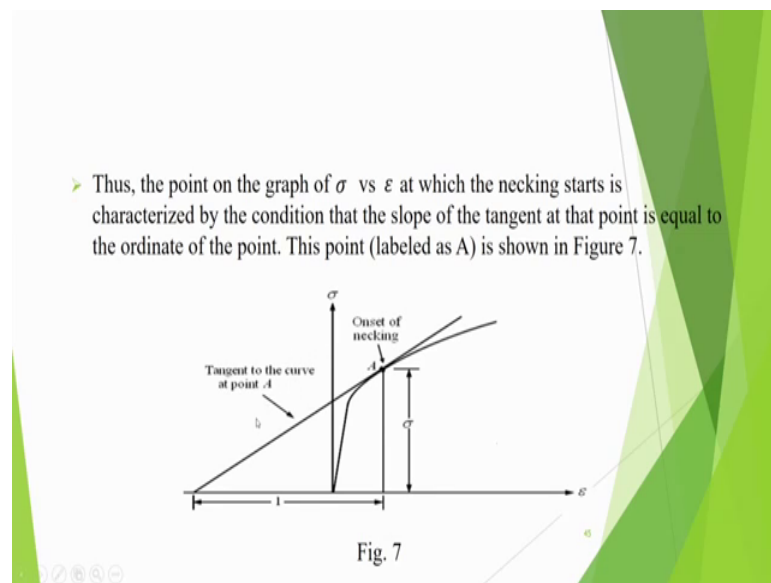 Thus, the point on the graph of σ vs ε at which the necking starts is
characterized by the condition that the slope of the tangent at that point is equal to
the ordinate of the point. This point (labeled as A) is shown in Figure 7.
σ
Onset of
necking
A
Tangent to the curve
at point A
σ
1
ε
Fig. 7